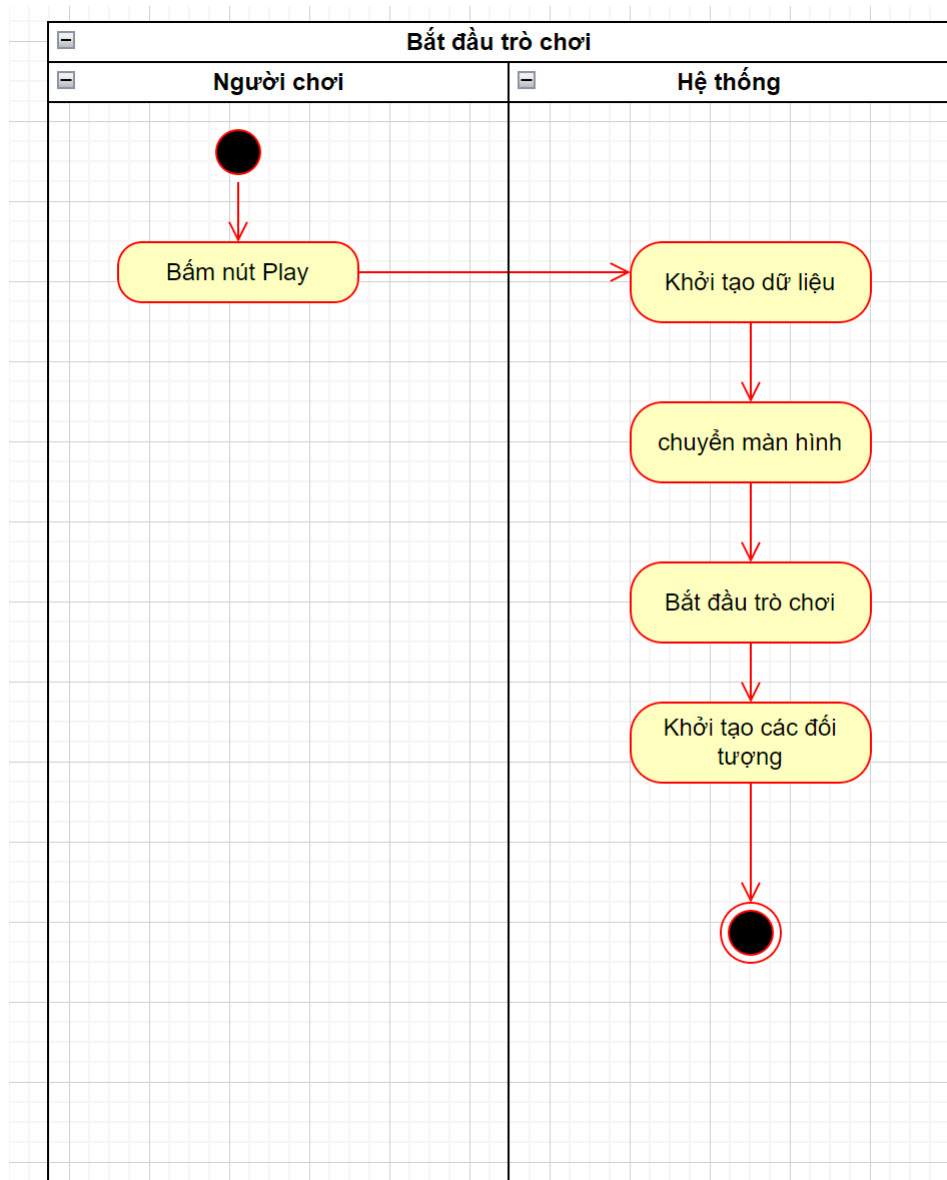 Bắt đầu trò chơi
Người chơi
Hệ thống
Bấm nút Play
Khởi tạo dữ liệu
chuyển màn hình
Bắt đầu trò chơi
Khởi tạo các đối
tượng